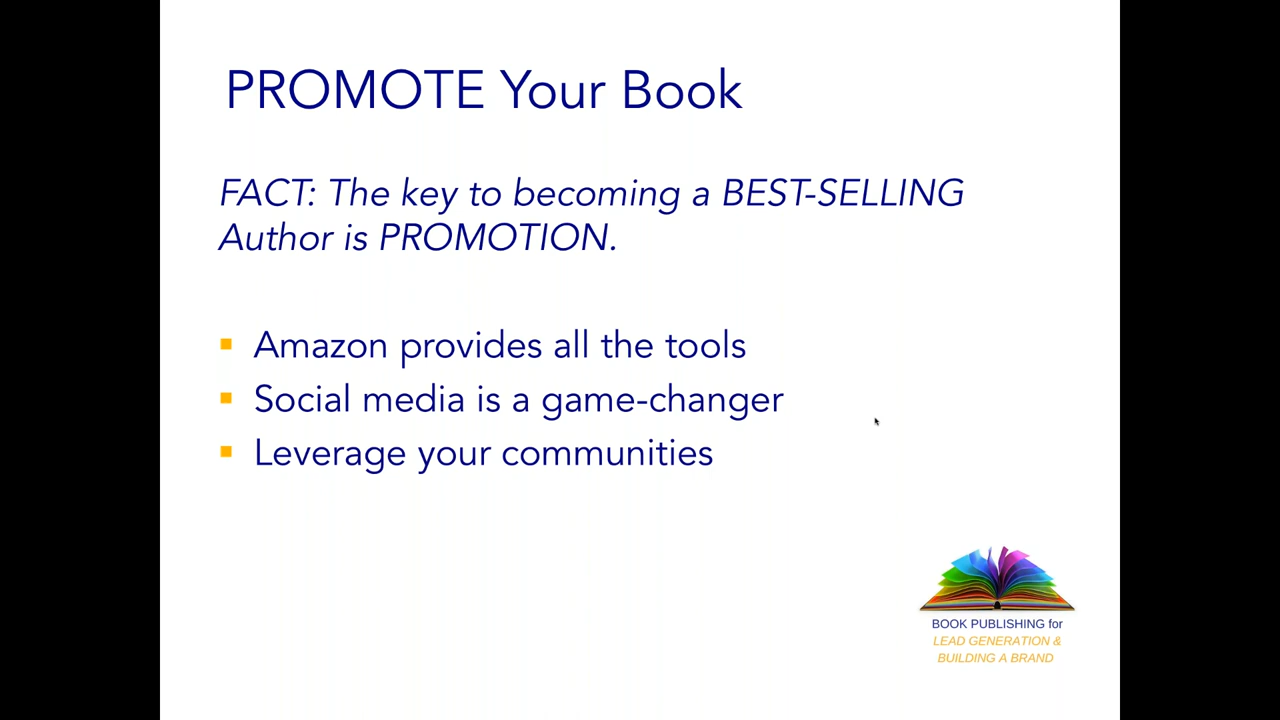 PROMOTE Your Book
FACT: The key to becoming a BEST-SELLING
Author is PROMOTION.
Amazon provides all the tools
Social media is a game-changer
Leverage your communities
BOOK PUBLISHING for
LEAD GENERATION &
BUILDING A BRAND